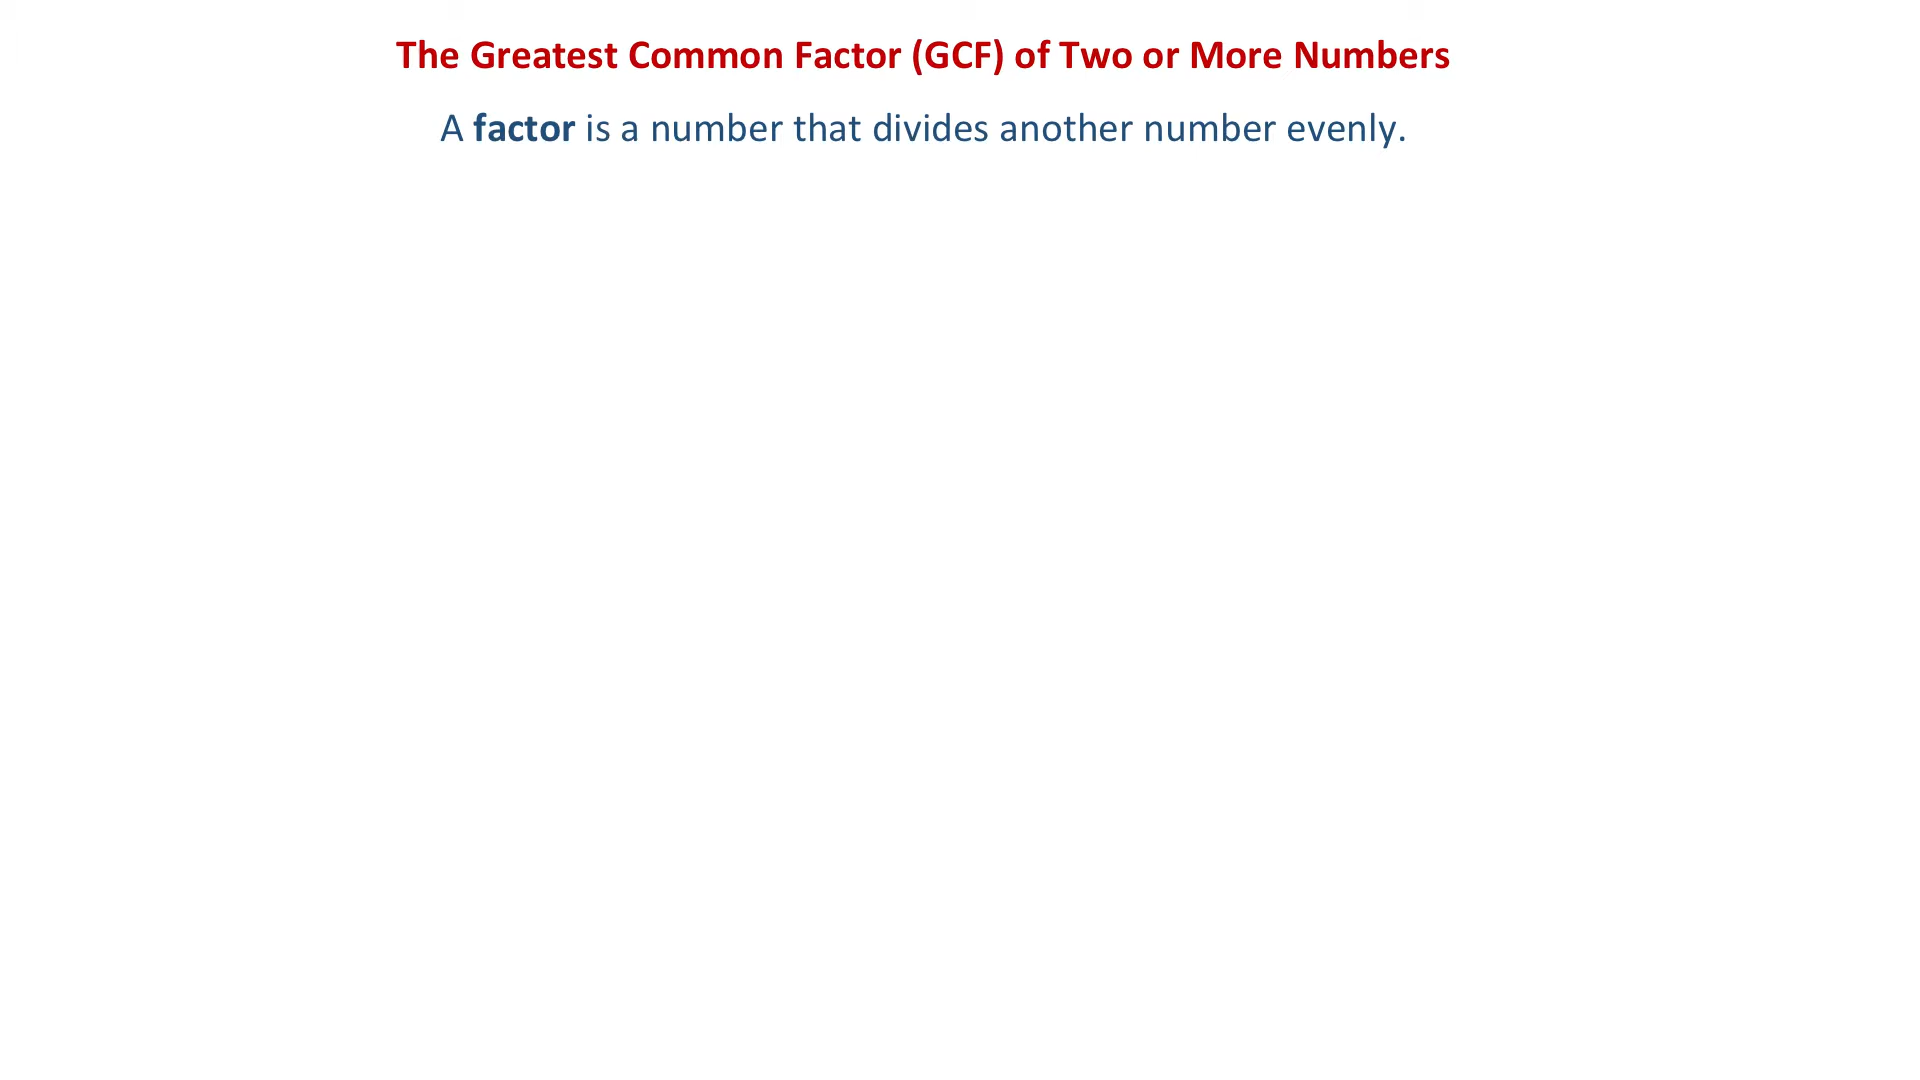 The Greatest Common Factor (GCF) of Two or More Numbers
A factor is a number that divides another number evenly.